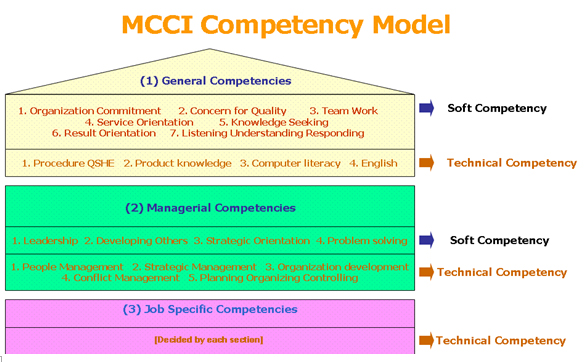 MCCI Competency Model
(1) General Competencies
1. Organization Commitment 2. Concern for Quality 3. Team Work
4. Service Orientation 5. Knowledge Seeking
6. Result Orientation 7. Listening Understanding Responding
Soft Competency
1. Procedure QSHE 2. Product knowledge 3. Computer literacy 4. English
Technical Competency
(2) Managerial Competencies
1. Leadership 2. Developing Others 3. Strategic Orientation 4. Problem solving
Soft Competency
1. People Management 2. Strategic Management 3. Organization development
4. Conflict Management 5. Planning Organizing Controlling
Technical Competency
(3) Job Specific Competencies
[Decided by each section]
Technical Competency